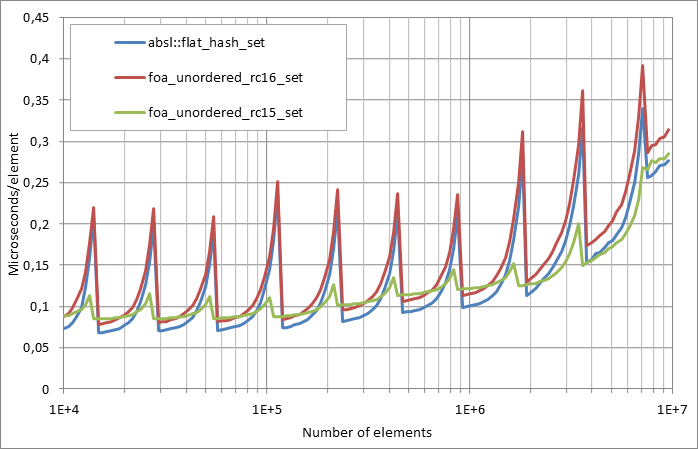 0,45
0,4
0,35
0,3
0,25
0,2
0,15
0,1
0,05
0
Microseconds/element
absl::flat_hash_set
foa_unordered_rc16_set
foa_unordered_rc15_set
1E+4 1E+5 1E+6 1E+7
Number of elements